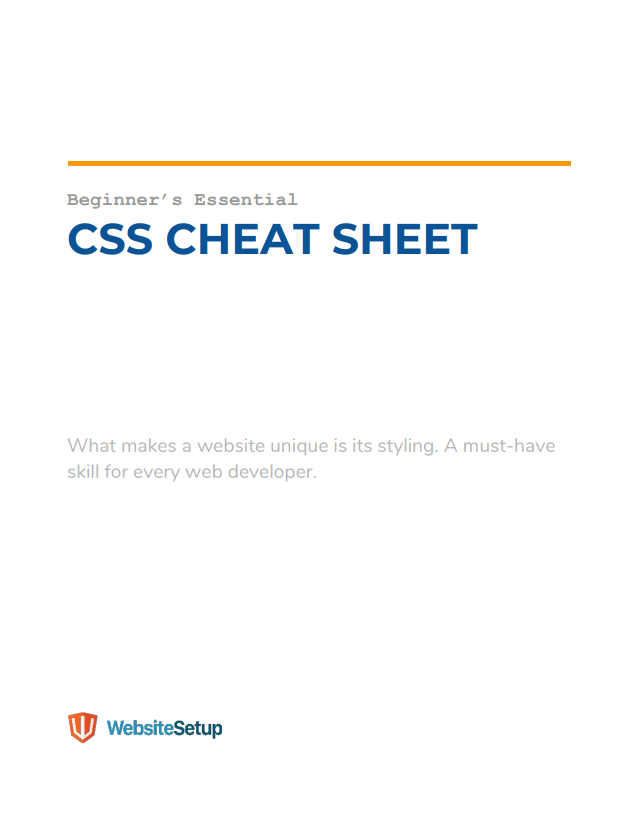 Beginner’s Essential
CSS CHEAT SHEET
What makes a website unique is its styling. A must-have
skill for every web developer.
WebsiteSetup